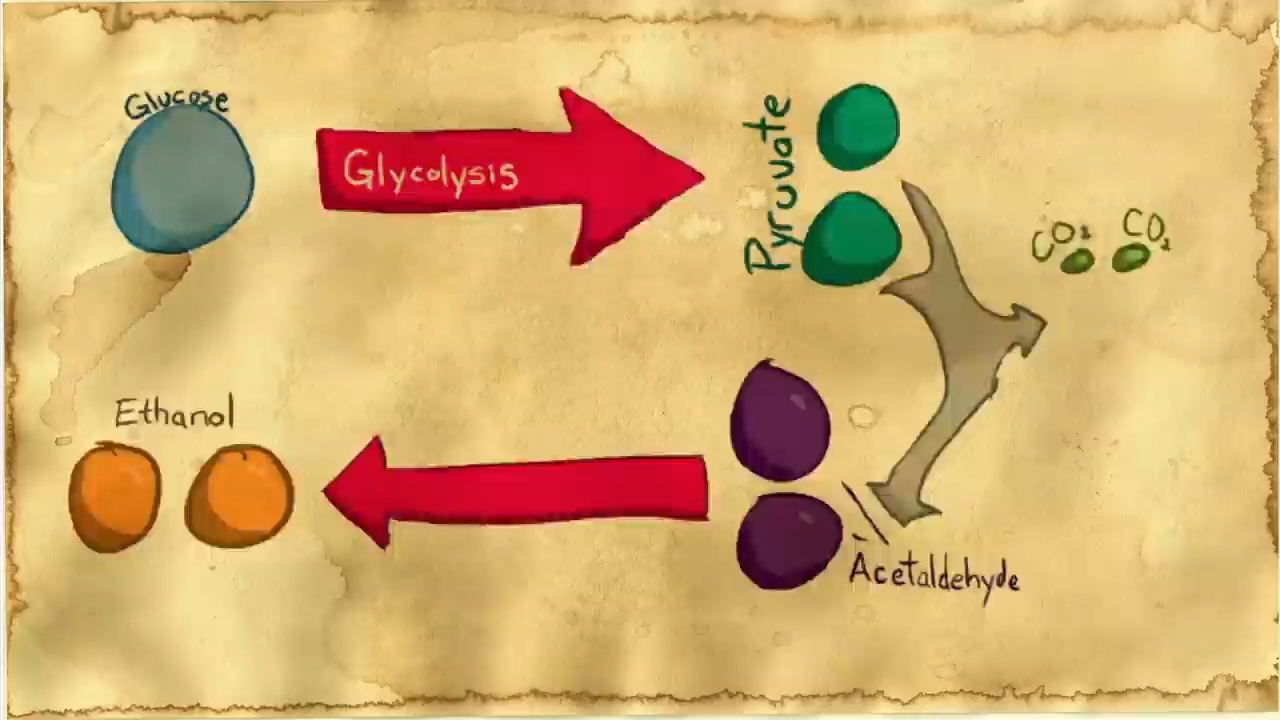 Glucose
Glycolysis
Pyruvate
CO₂
CO₂
Ethanol
Acetaldehyde